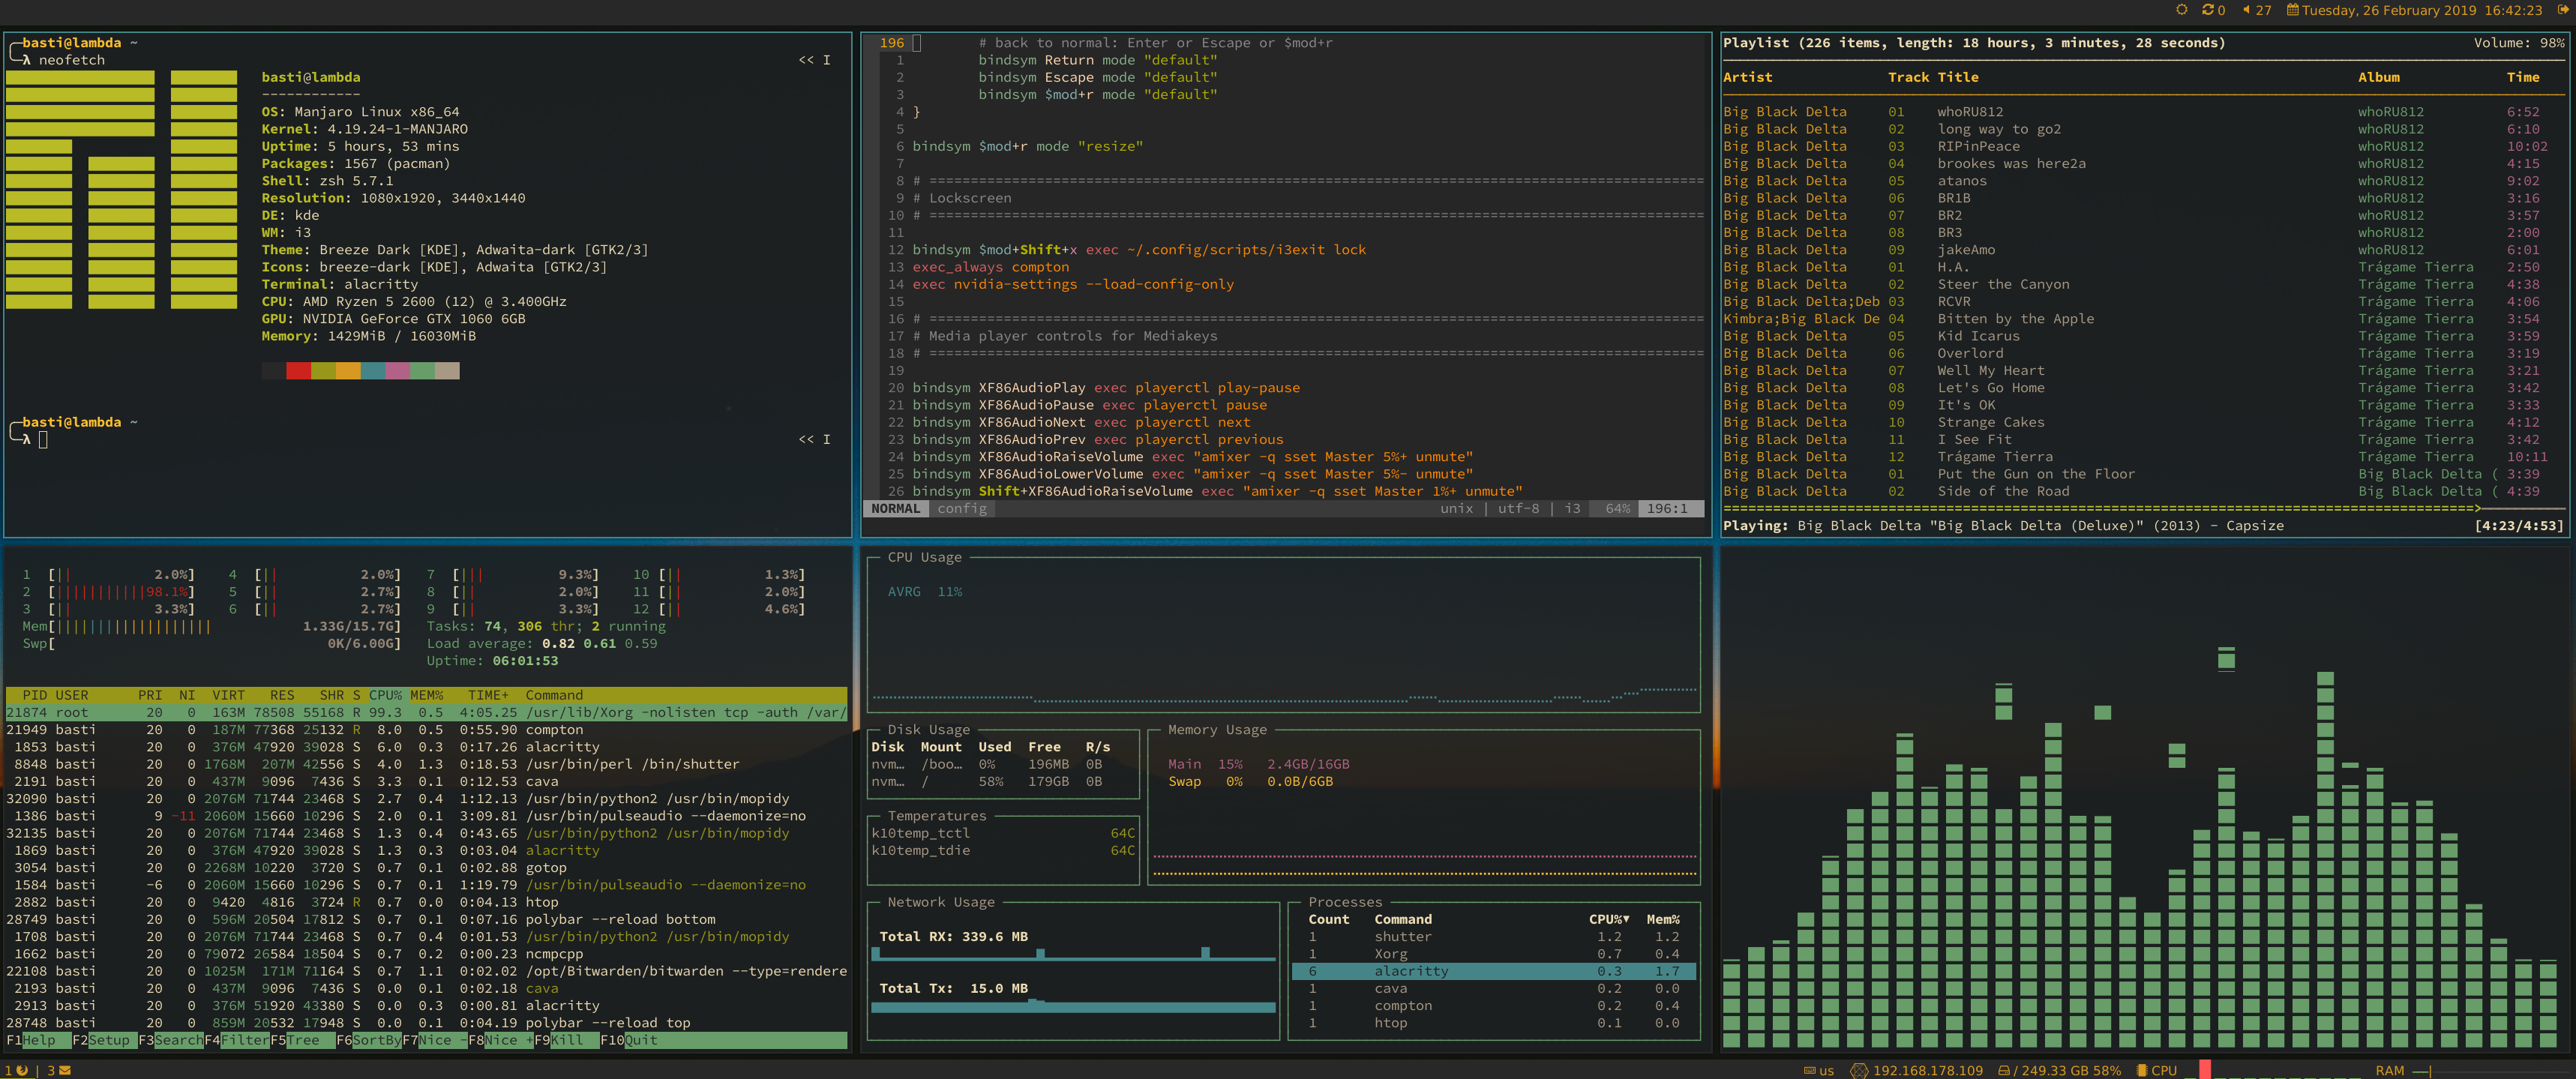 0 27 Tuesday, 26 February 2019 16:42:23
basti@lambda ~
λ neofetch << I
basti@lambda
------------
OS: Manjaro Linux x86_64
Kernel: 4.19.24-1-MANJARO
Uptime: 5 hours, 53 mins
Packages: 1567 (pacman)
Shell: zsh 5.7.1
Resolution: 1080x1920, 3440x1440
DE: kde
WM: i3
Theme: Breeze Dark [KDE], Adwaita-dark [GTK2/3]
Icons: breeze-dark [KDE], Adwaita [GTK2/3]
Terminal: alacritty
CPU: AMD Ryzen 5 2600 (12) @ 3.400GHz
GPU: NVIDIA GeForce GTX 1060 6GB
Memory: 1429MiB / 16030MiB
basti@lambda ~
λ << I
196 # back to normal: Enter or Escape or $mod+r
1 bindsym Return mode "default"
2 bindsym Escape mode "default"
3 bindsym $mod+r mode "default"
4 }
5
6 bindsym $mod+r mode "resize"
7
8 # ==============================================================================================
9 # Lockscreen
10 # ==============================================================================================
11
12 bindsym $mod+Shift+x exec ~/.config/scripts/i3exit lock
13 exec_always compton
14 exec nvidia-settings --load-config-only
15
16 # ==============================================================================================
17 # Media player controls for Mediakeys
18 # ==============================================================================================
19
20 bindsym XF86AudioPlay exec playerctl play-pause
21 bindsym XF86AudioPause exec playerctl pause
22 bindsym XF86AudioNext exec playerctl next
23 bindsym XF86AudioPrev exec playerctl previous
24 bindsym XF86AudioRaiseVolume exec "amixer -q sset Master 5%+ unmute"
25 bindsym XF86AudioLowerVolume exec "amixer -q sset Master 5%- unmute"
26 bindsym Shift+XF86AudioRaiseVolume exec "amixer -q sset Master 1%+ unmute"
NORMAL config unix | utf-8 | i3 64% 196:1
Playlist (226 items, length: 18 hours, 3 minutes, 28 seconds) Volume: 98%
Artist Track Title Album Time
Big Black Delta 01 whoRU812 whoRU812 6:52
Big Black Delta 02 long way to go2 whoRU812 6:10
Big Black Delta 03 RIPinPeace whoRU812 10:02
Big Black Delta 04 brookes was here2a whoRU812 4:15
Big Black Delta 05 atanos whoRU812 9:02
Big Black Delta 06 BR1B whoRU812 3:16
Big Black Delta 07 BR2 whoRU812 3:57
Big Black Delta 08 BR3 whoRU812 2:00
Big Black Delta 09 jakeAmo whoRU812 6:01
Big Black Delta 01 H.A. Trágame Tierra 2:50
Big Black Delta 02 Steer the Canyon Trágame Tierra 4:38
Big Black Delta;Deb 03 RCVR Trágame Tierra 4:06
Kimbra;Big Black De 04 Bitten by the Apple Trágame Tierra 3:54
Big Black Delta 05 Kid Icarus Trágame Tierra 3:59
Big Black Delta 06 Overlord Trágame Tierra 3:19
Big Black Delta 07 Well My Heart Trágame Tierra 3:21
Big Black Delta 08 Let's Go Home Trágame Tierra 3:42
Big Black Delta 09 It's OK Trágame Tierra 3:33
Big Black Delta 10 Strange Cakes Trágame Tierra 4:12
Big Black Delta 11 I See Fit Trágame Tierra 3:42
Big Black Delta 12 Trágame Tierra Trágame Tierra 10:11
Big Black Delta 01 Put the Gun on the Floor Big Black Delta ( 3:39
Big Black Delta 02 Side of the Road Big Black Delta ( 4:39
Playing: Big Black Delta "Big Black Delta (Deluxe)" (2013) - Capsize [4:23/4:53]
1 [|| 2.0%] 4 [|| 2.0%] 7 [||| 9.3%] 10 [|| 1.3%]
2 [|||||||||||98.1%] 5 [|| 2.7%] 8 [|| 2.0%] 11 [|| 2.0%]
3 [|| 3.3%] 6 [|| 2.7%] 9 [|| 3.3%] 12 [|| 4.6%]
Mem[||||||||||||||||||| 1.33G/15.7G] Tasks: 74, 306 thr; 2 running
Swp[ 0K/6.00G] Load average: 0.82 0.61 0.59
Uptime: 06:01:53
PID USER PRI NI VIRT RES SHR S CPU% MEM% TIME+ Command
21874 root 20 0 163M 78508 55168 R 99.3 0.5 4:05.25 /usr/lib/Xorg -nolisten tcp -auth /var/
21949 basti 20 0 187M 77368 25132 R 8.0 0.5 0:55.90 compton
1853 basti 20 0 376M 47920 39028 S 6.0 0.3 0:17.26 alacritty
8848 basti 20 0 1768M 207M 42556 S 4.0 1.3 0:18.53 /usr/bin/perl /bin/shutter
2191 basti 20 0 437M 9096 7436 S 3.3 0.1 0:12.53 cava
32090 basti 20 0 2076M 71744 23468 S 2.7 0.4 1:12.13 /usr/bin/python2 /usr/bin/mopidy
1386 basti 9 -11 2060M 15660 10296 S 2.0 0.1 3:09.81 /usr/bin/pulseaudio --daemonize=no
32135 basti 20 0 2076M 71744 23468 S 1.3 0.4 0:43.65 /usr/bin/python2 /usr/bin/mopidy
1869 basti 20 0 376M 47920 39028 S 1.3 0.3 0:03.04 alacritty
3054 basti 20 0 2268M 10220 3720 S 0.7 0.1 0:02.88 gotop
1584 basti -6 0 2060M 15660 10296 S 0.7 0.1 1:19.79 /usr/bin/pulseaudio --daemonize=no
2882 basti 20 0 9420 4816 3724 R 0.7 0.0 0:04.13 htop
28749 basti 20 0 596M 20504 17812 S 0.7 0.1 0:07.16 polybar --reload bottom
1708 basti 20 0 2076M 71744 23468 S 0.7 0.4 0:01.53 /usr/bin/python2 /usr/bin/mopidy
1662 basti 20 0 79072 26584 18504 S 0.7 0.2 0:00.23 ncmpcpp
22108 basti 20 0 1025M 171M 71164 S 0.7 1.1 0:02.02 /opt/Bitwarden/bitwarden --type=rendere
2193 basti 20 0 437M 9096 7436 S 0.0 0.1 0:02.18 cava
2913 basti 20 0 376M 51920 43380 S 0.0 0.3 0:00.81 alacritty
28748 basti 20 0 859M 20532 17948 S 0.0 0.1 0:04.19 polybar --reload top
F1Help F2Setup F3SearchF4FilterF5Tree F6SortByF7Nice -F8Nice +F9Kill F10Quit
CPU Usage
AVRG 11%
Disk Usage
Disk Mount Used Free R/s
nvm… /boo… 0% 196MB 0B
nvm… / 58% 179GB 0B
Memory Usage
Main 15% 2.4GB/16GB
Swap 0% 0.0B/6GB
Temperatures
k10temp_tctl 64C
k10temp_tdie 64C
Network Usage
Total RX: 339.6 MB
Total Tx: 15.0 MB
Processes
Count Command CPU%▼ Mem%
1 shutter 1.2 1.2
1 Xorg 0.7 0.4
6 alacritty 0.3 1.7
1 cava 0.2 0.0
1 compton 0.2 0.4
1 htop 0.1 0.0
1 | 3 us 192.168.178.109 / 249.33 GB 58% CPU RAM